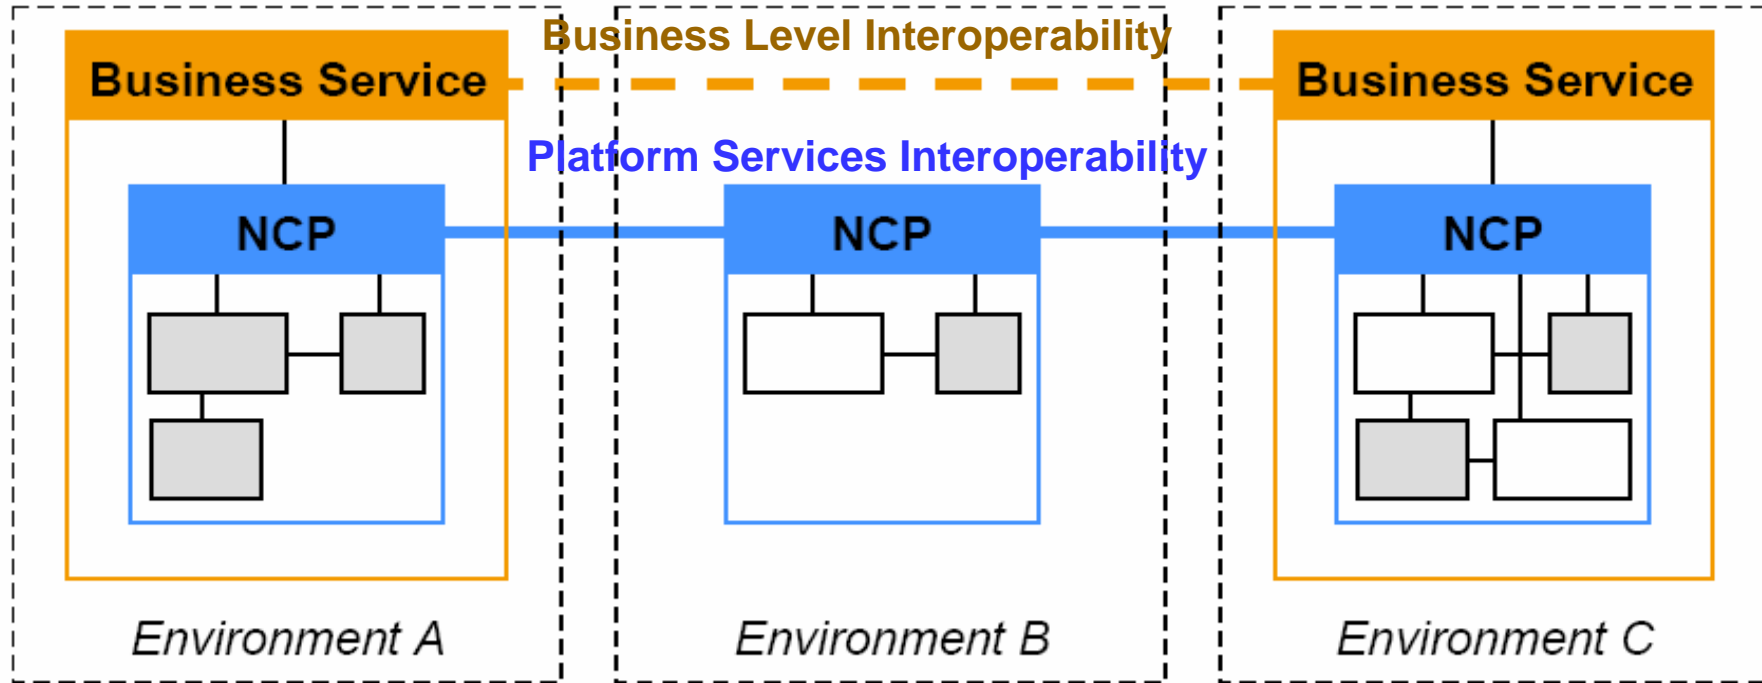 Business Level Interoperability
Business Service
Business Service
Platform Services Interoperability
NCP
NCP
NCP
Environment A
Environment B
Environment C